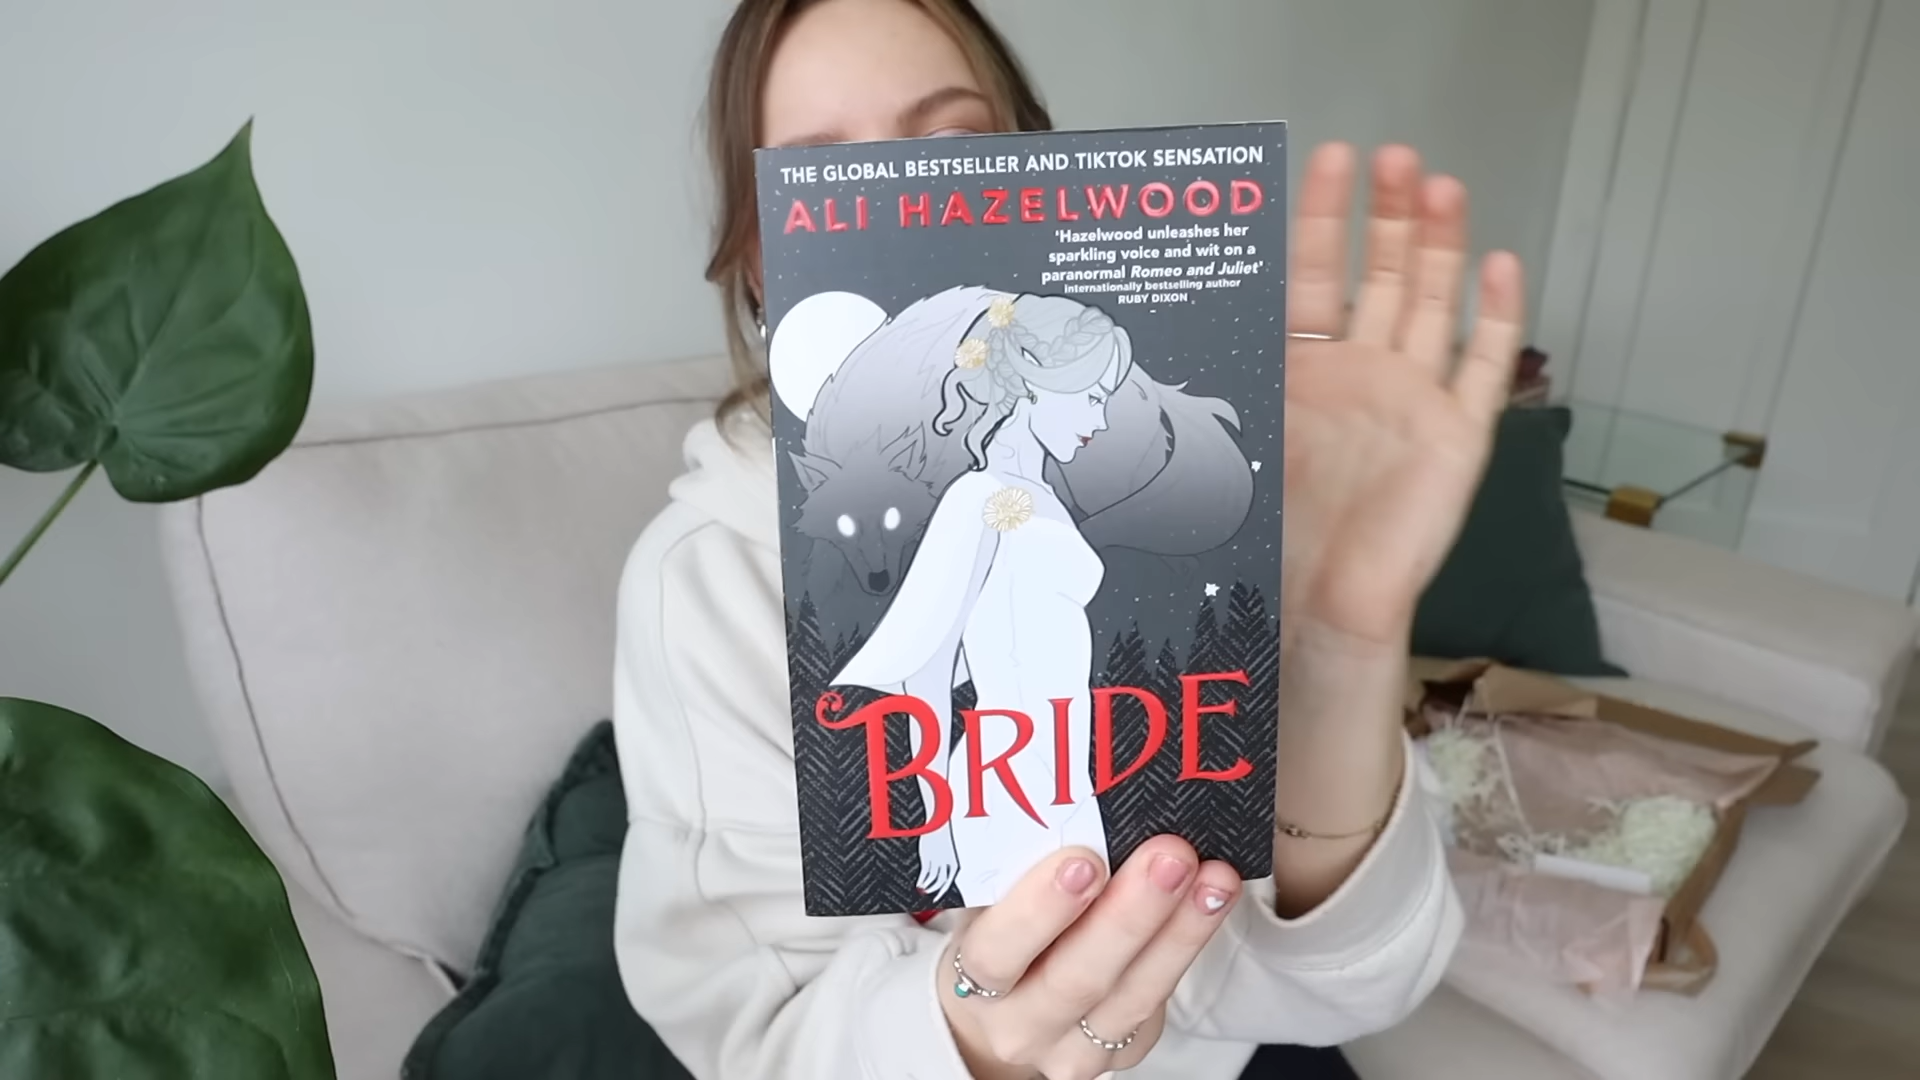 THE GLOBAL BESTSELLER AND TIKTOK SENSATION
ALI HAZELWOOD
'Hazelwood unleashes her
sparkling voice and wit on a
paranormal Romeo and Juliet'
internationally bestselling author
RUBY DIXON
BRIDE